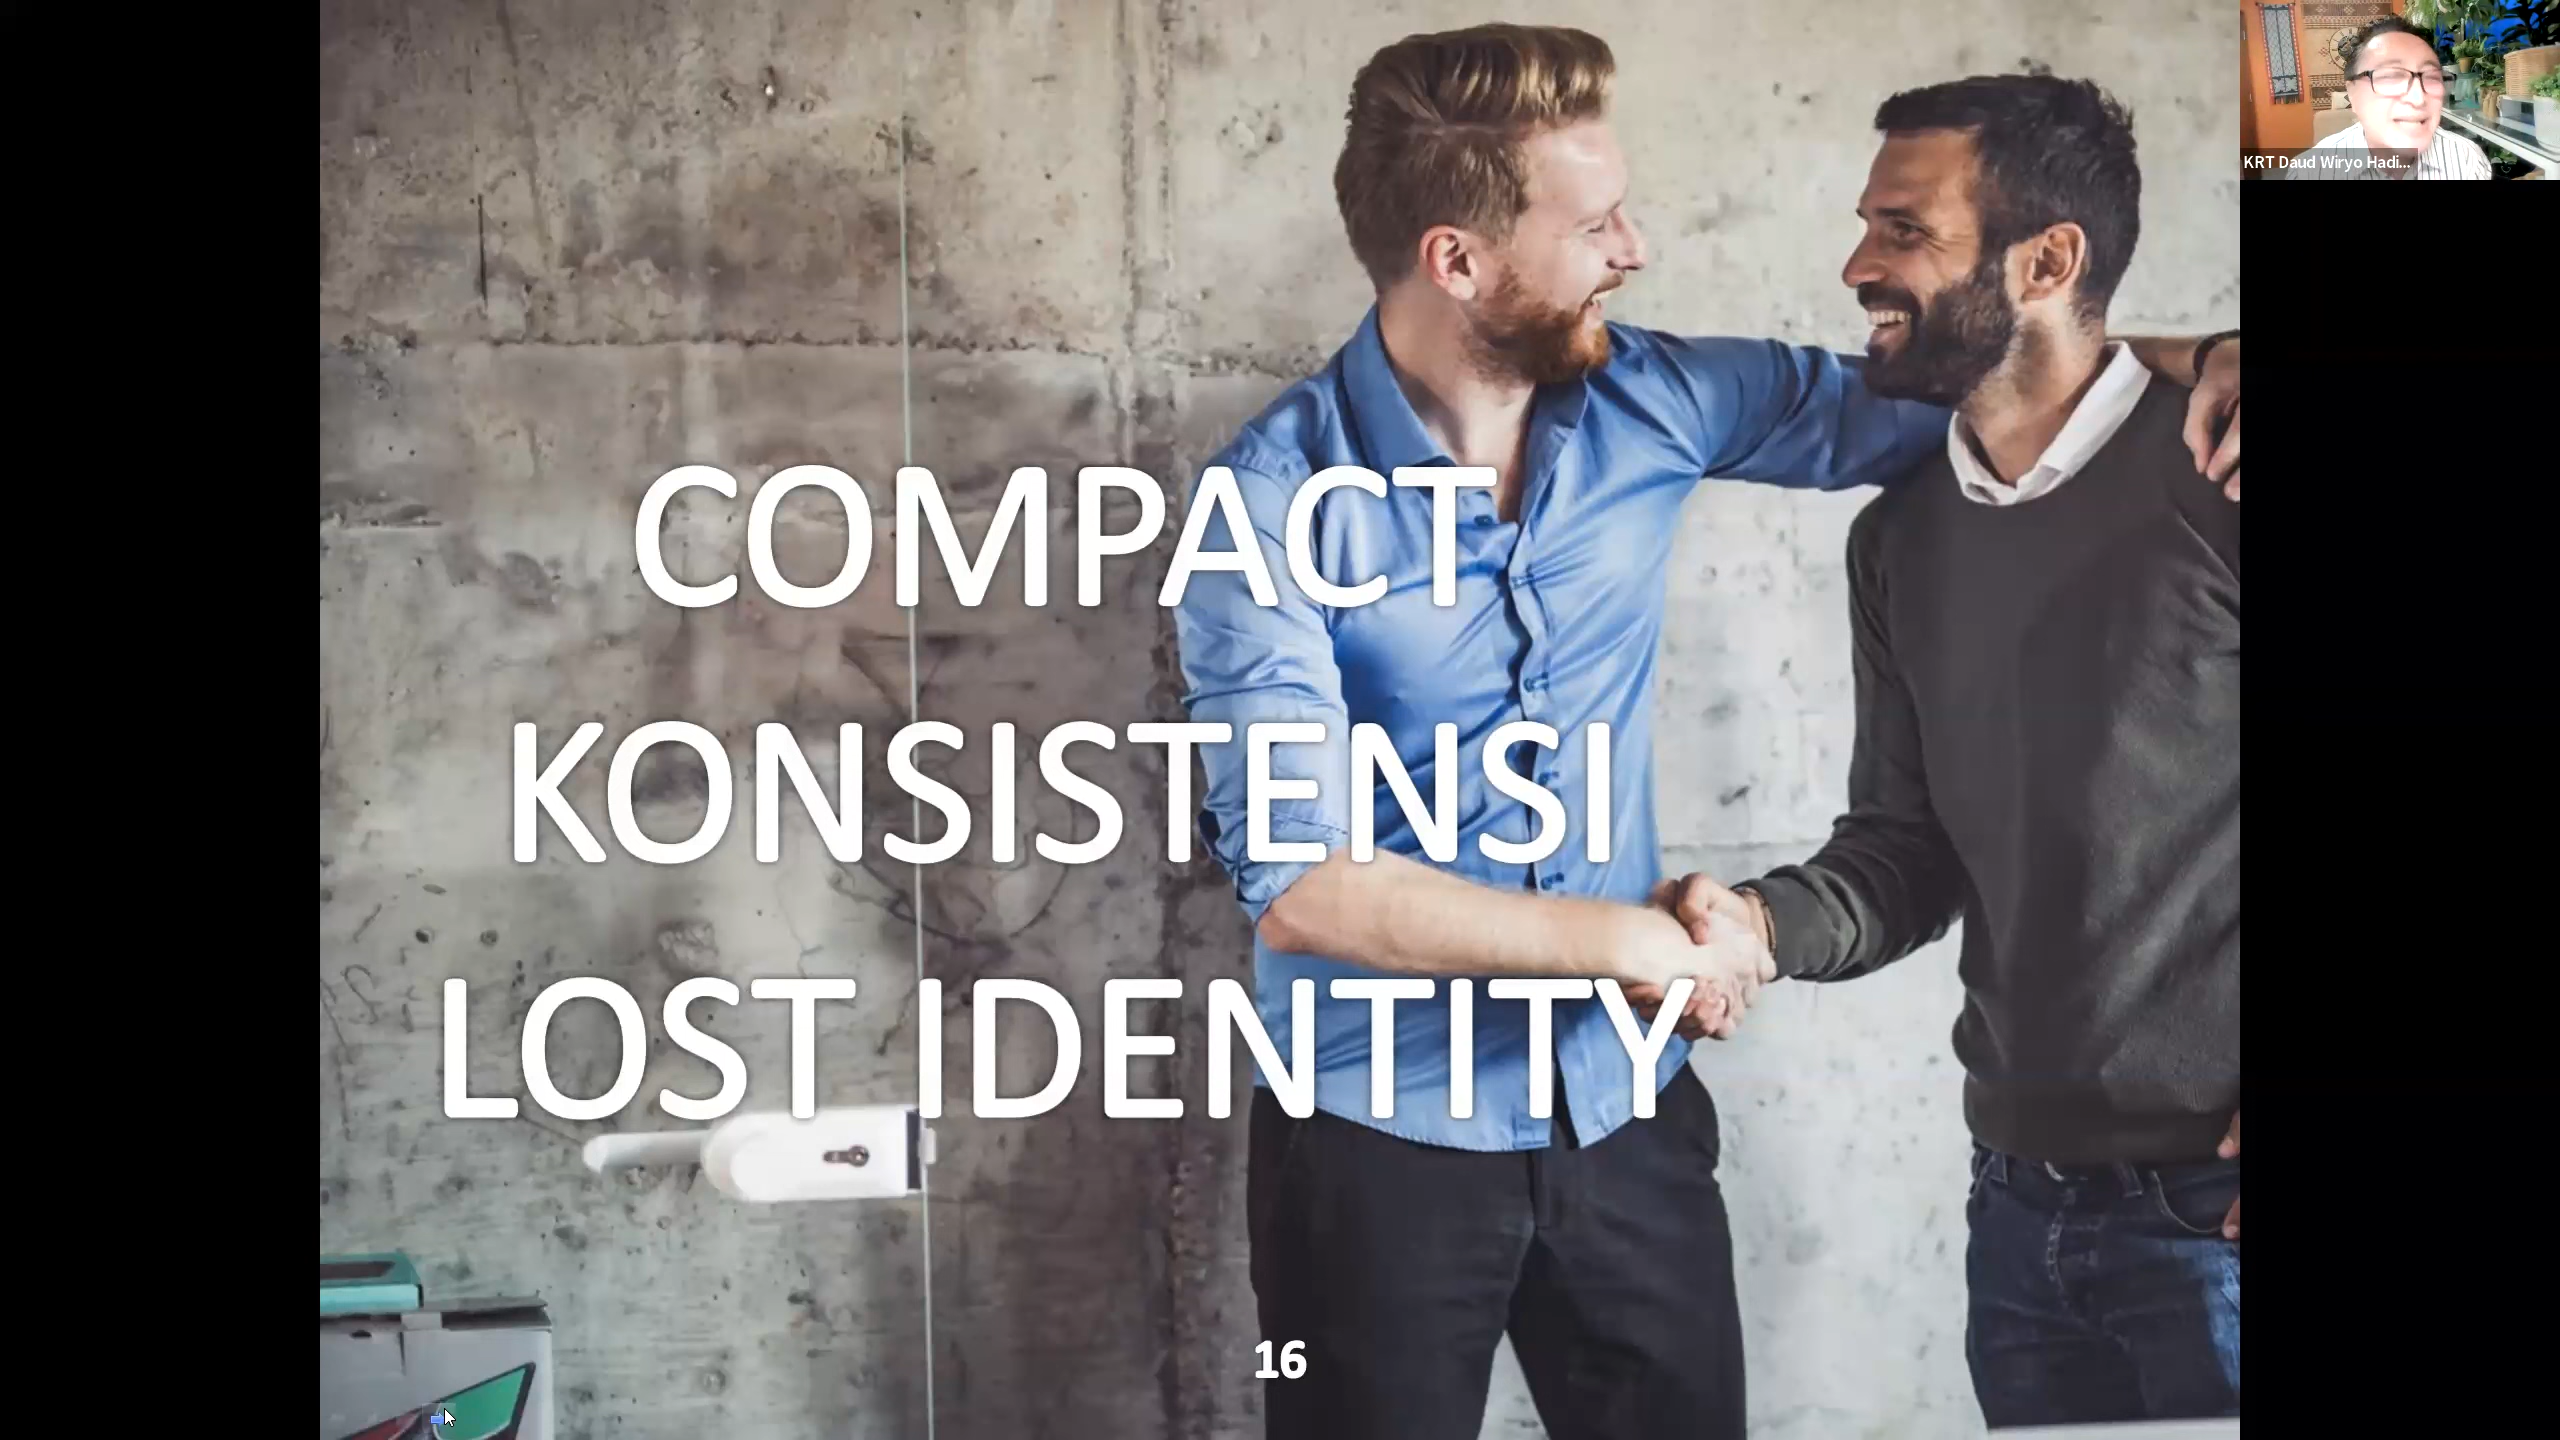 KRT Daud Wiryo Hadi...
COMPACT
KONSISTENSI
LOST IDENTITY
16